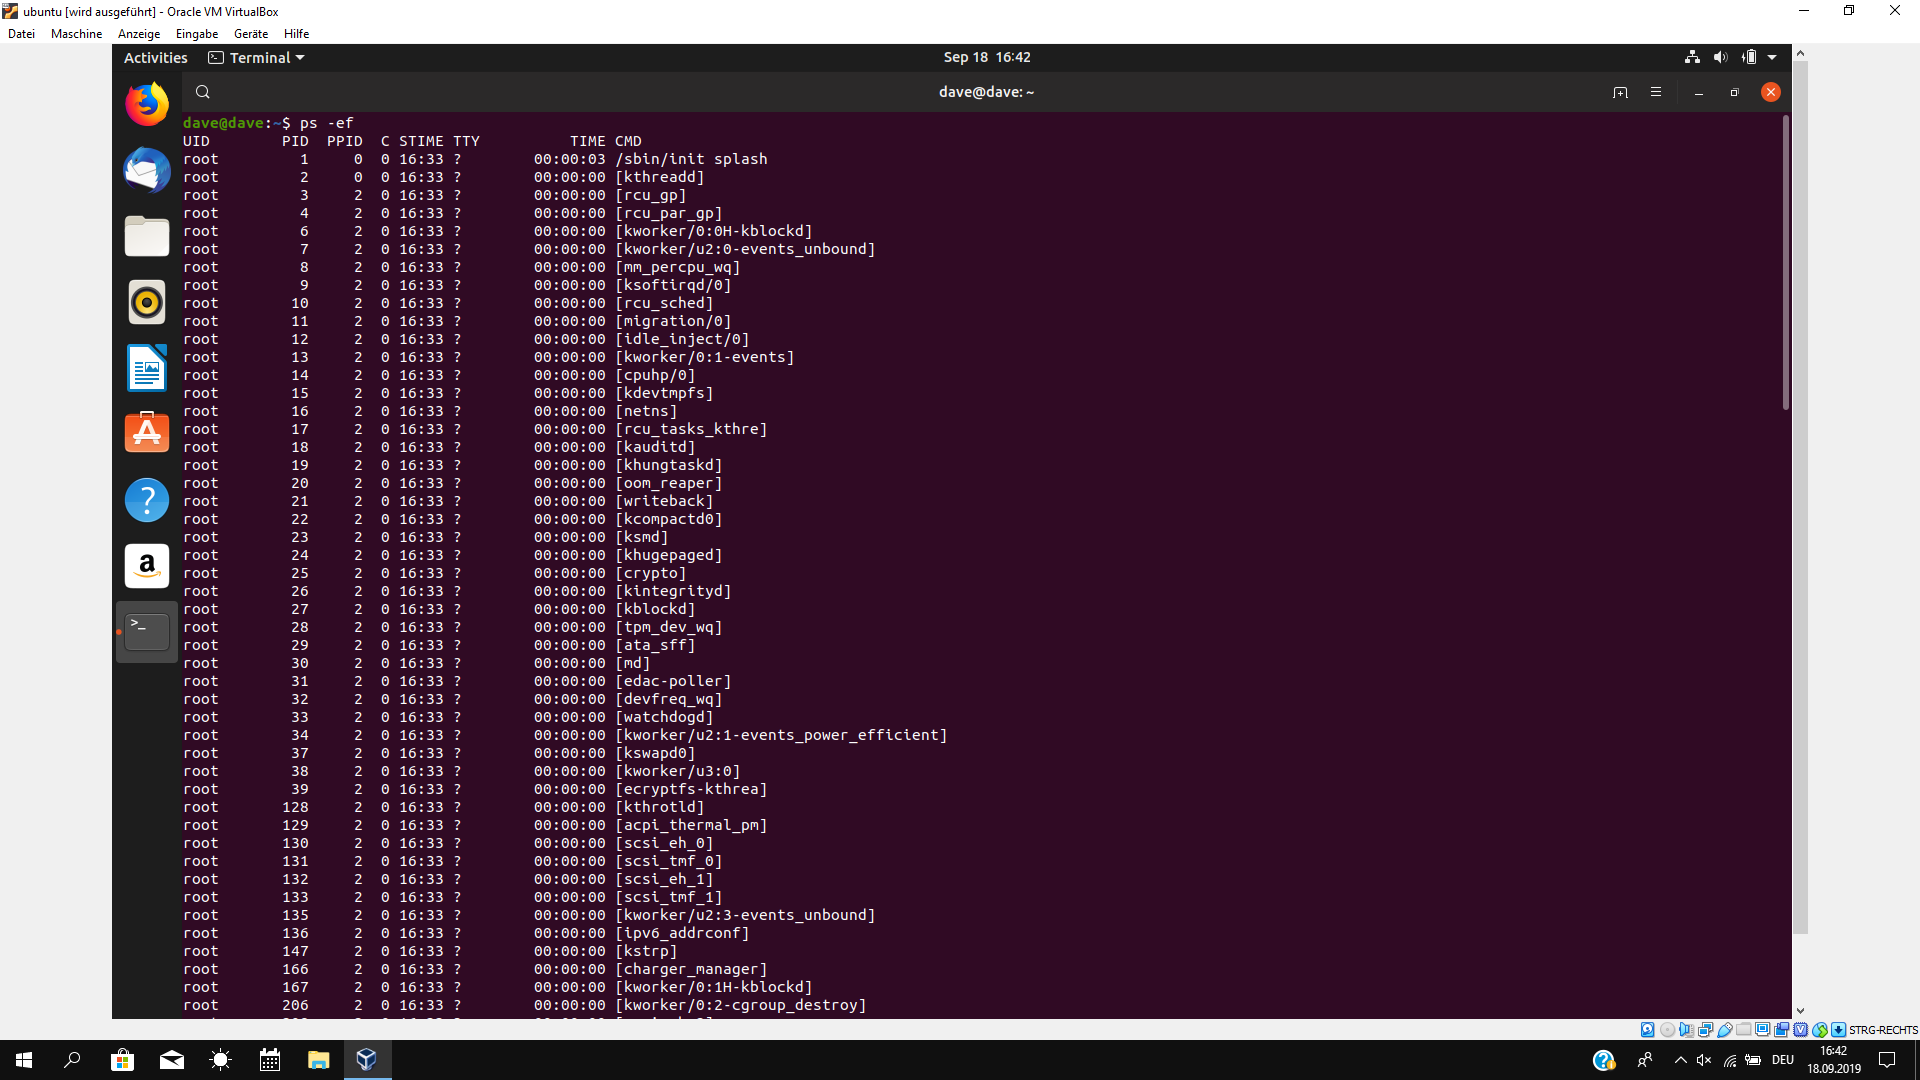 ubuntu [wird ausgeführt] - Oracle VM VirtualBox
Datei Maschine Anzeige Eingabe Geräte Hilfe
Activities Terminal Sep 18 16:42
dave@dave: ~
dave@dave:~$ ps -ef
UID PID PPID C STIME TTY TIME CMD
root 1 0 0 16:33 ? 00:00:03 /sbin/init splash
root 2 0 0 16:33 ? 00:00:00 [kthreadd]
root 3 2 0 16:33 ? 00:00:00 [rcu_gp]
root 4 2 0 16:33 ? 00:00:00 [rcu_par_gp]
root 6 2 0 16:33 ? 00:00:00 [kworker/0:0H-kblockd]
root 7 2 0 16:33 ? 00:00:00 [kworker/u2:0-events_unbound]
root 8 2 0 16:33 ? 00:00:00 [mm_percpu_wq]
root 9 2 0 16:33 ? 00:00:00 [ksoftirqd/0]
root 10 2 0 16:33 ? 00:00:00 [rcu_sched]
root 11 2 0 16:33 ? 00:00:00 [migration/0]
root 12 2 0 16:33 ? 00:00:00 [idle_inject/0]
root 13 2 0 16:33 ? 00:00:00 [kworker/0:1-events]
root 14 2 0 16:33 ? 00:00:00 [cpuhp/0]
root 15 2 0 16:33 ? 00:00:00 [kdevtmpfs]
root 16 2 0 16:33 ? 00:00:00 [netns]
root 17 2 0 16:33 ? 00:00:00 [rcu_tasks_kthre]
root 18 2 0 16:33 ? 00:00:00 [kauditd]
root 19 2 0 16:33 ? 00:00:00 [khungtaskd]
root 20 2 0 16:33 ? 00:00:00 [oom_reaper]
root 21 2 0 16:33 ? 00:00:00 [writeback]
root 22 2 0 16:33 ? 00:00:00 [kcompactd0]
root 23 2 0 16:33 ? 00:00:00 [ksmd]
root 24 2 0 16:33 ? 00:00:00 [khugepaged]
root 25 2 0 16:33 ? 00:00:00 [crypto]
root 26 2 0 16:33 ? 00:00:00 [kintegrityd]
root 27 2 0 16:33 ? 00:00:00 [kblockd]
root 28 2 0 16:33 ? 00:00:00 [tpm_dev_wq]
root 29 2 0 16:33 ? 00:00:00 [ata_sff]
root 30 2 0 16:33 ? 00:00:00 [md]
root 31 2 0 16:33 ? 00:00:00 [edac-poller]
root 32 2 0 16:33 ? 00:00:00 [devfreq_wq]
root 33 2 0 16:33 ? 00:00:00 [watchdogd]
root 34 2 0 16:33 ? 00:00:00 [kworker/u2:1-events_power_efficient]
root 37 2 0 16:33 ? 00:00:00 [kswapd0]
root 38 2 0 16:33 ? 00:00:00 [kworker/u3:0]
root 39 2 0 16:33 ? 00:00:00 [ecryptfs-kthrea]
root 128 2 0 16:33 ? 00:00:00 [kthrotld]
root 129 2 0 16:33 ? 00:00:00 [acpi_thermal_pm]
root 130 2 0 16:33 ? 00:00:00 [scsi_eh_0]
root 131 2 0 16:33 ? 00:00:00 [scsi_tmf_0]
root 132 2 0 16:33 ? 00:00:00 [scsi_eh_1]
root 133 2 0 16:33 ? 00:00:00 [scsi_tmf_1]
root 135 2 0 16:33 ? 00:00:00 [kworker/u2:3-events_unbound]
root 136 2 0 16:33 ? 00:00:00 [ipv6_addrconf]
root 147 2 0 16:33 ? 00:00:00 [kstrp]
root 166 2 0 16:33 ? 00:00:00 [charger_manager]
root 167 2 0 16:33 ? 00:00:00 [kworker/0:1H-kblockd]
root 206 2 0 16:33 ? 00:00:00 [kworker/0:2-cgroup_destroy]
STRG-RECHTS
DEU
16:42
18.09.2019